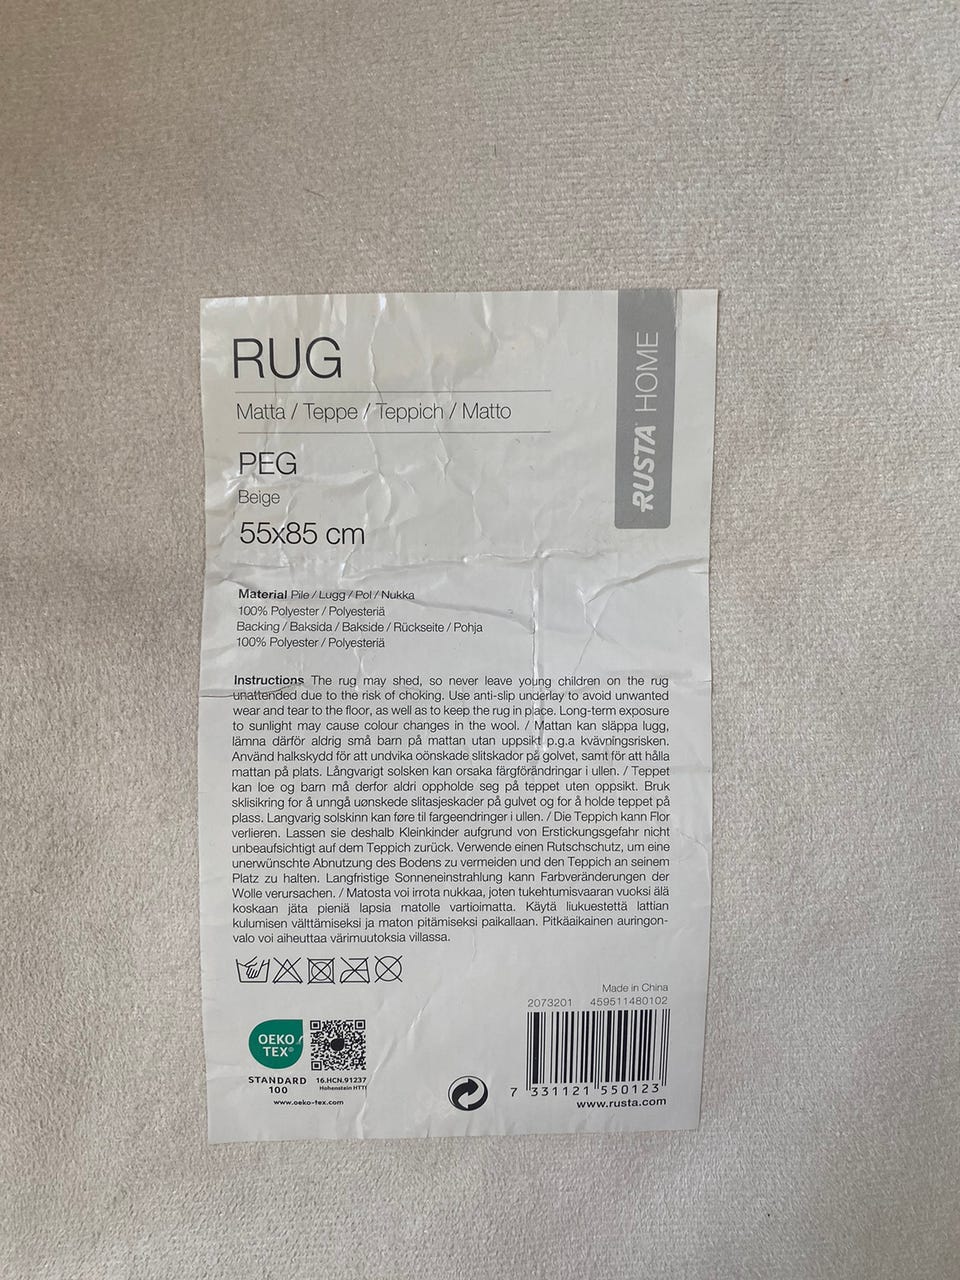 RUG
RUSTA HOME
Matta / Teppe / Teppich / Matto
PEG
Beige
55x85 cm
Material Pile / Lugg / Pol / Nukka
100% Polyester / Polyesteriä
Backing / Baksida / Bakside / Rückseite / Pohja
100% Polyester / Polyesteriä
Instructions The rug may shed, so never leave young children on the rug
unattended due to the risk of choking. Use anti-slip underlay to avoid unwanted
wear and tear to the floor, as well as to keep the rug in place. Long-term exposure
to sunlight may cause colour changes in the wool. / Mattan kan släppa lugg,
lämna därför aldrig små barn på mattan utan uppsikt p.g.a kvävningsrisken.
Använd halkskydd för att undvika oönskade slitskador på golvet, samt för att hålla
mattan på plats. Långvarigt solsken kan orsaka färgförändringar i ullen. / Teppet
kan loe og barn må derfor aldri oppholde seg på teppet uten oppsikt. Bruk
sklisikring for å unngå uønskede slitasjeskader på gulvet og for å holde teppet på
plass. Langvarig solskinn kan føre til fargeendringer i ullen. / Die Teppich kann Flor
verlieren. Lassen sie deshalb Kleinkinder aufgrund von Erstickungsgefahr nicht
unbeaufsichtigt auf dem Teppich zurück. Verwende einen Rutschschutz, um eine
unerwünschte Abnutzung des Bodens zu vermeiden und den Teppich an seinem
Platz zu halten. Langfristige Sonneneinstrahlung kann Farbveränderungen der
Wolle verursachen. / Matosta voi irrota nukkaa, joten tukehtumisvaaran vuoksi älä
koskaan jäta pieniä lapsia matolle vartioimatta. Käytä liukuestettä lattian
kulumisen välttämiseksi ja maton pitämiseksi paikallaan. Pitkäaikainen auringon-
valo voi aiheuttaa värimuutoksia villassa.
Made in China
2073201 459511480102
OEKO
TEX®
STANDARD
100
16.HCN.91237
Hohenstein HTTI
www.oeko-tex.com
7 331121 550123
www.rusta.com